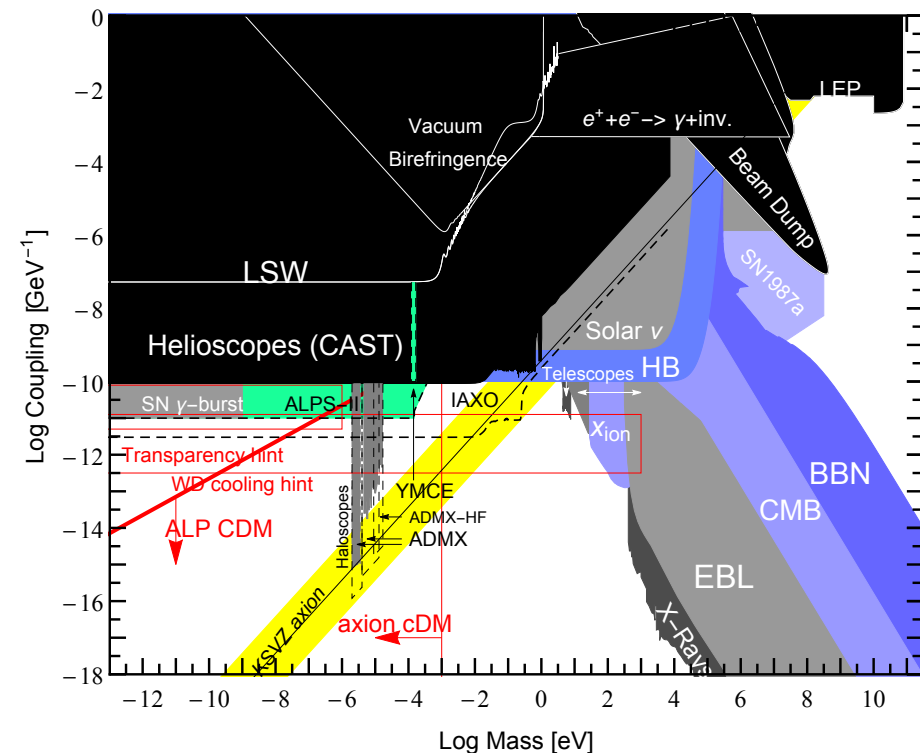 0
−2
−4
−6
−8
−10
−12
−14
−16
−18
Log Coupling [GeV⁻¹]
LEP
Vacuum
Birefringence
e⁺+e⁻−> γ+inv.
Beam Dump
LSW
SN1987a
Helioscopes (CAST)
Solar ν
Telescopes
HB
SN γ−burst
ALPS−II
IAXO
x_ion
Transparency hint
WD cooling hint
YMCE
BBN
ALP CDM
Haloscopes
ADMX−HF
ADMX
CMB
EBL
axion cDM
KSVZ axion
X−Rays
−12
−10
−8
−6
−4
−2
0
2
4
6
8
10
Log Mass [eV]